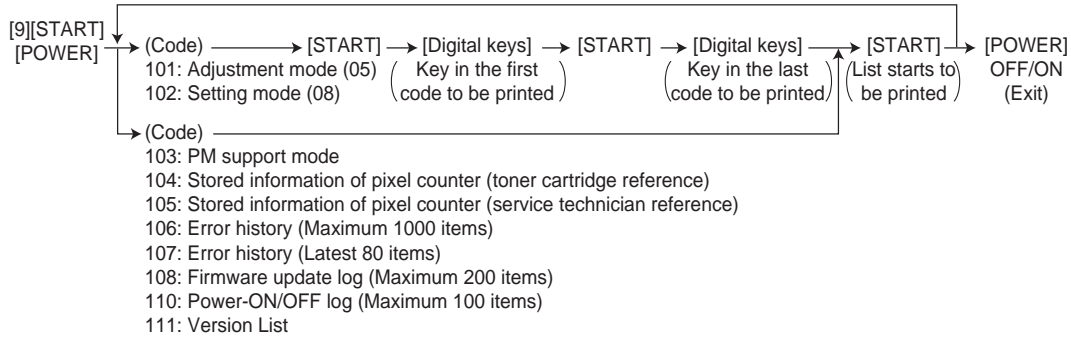 [9][START]
[POWER]
(Code) [START] [Digital keys] [START] [Digital keys] [START] [POWER]
101: Adjustment mode (05) (Key in the first (Key in the last (List starts to OFF/ON
102: Setting mode (08) code to be printed) code to be printed) be printed) (Exit)
(Code)
103: PM support mode
104: Stored information of pixel counter (toner cartridge reference)
105: Stored information of pixel counter (service technician reference)
106: Error history (Maximum 1000 items)
107: Error history (Latest 80 items)
108: Firmware update log (Maximum 200 items)
110: Power-ON/OFF log (Maximum 100 items)
111: Version List